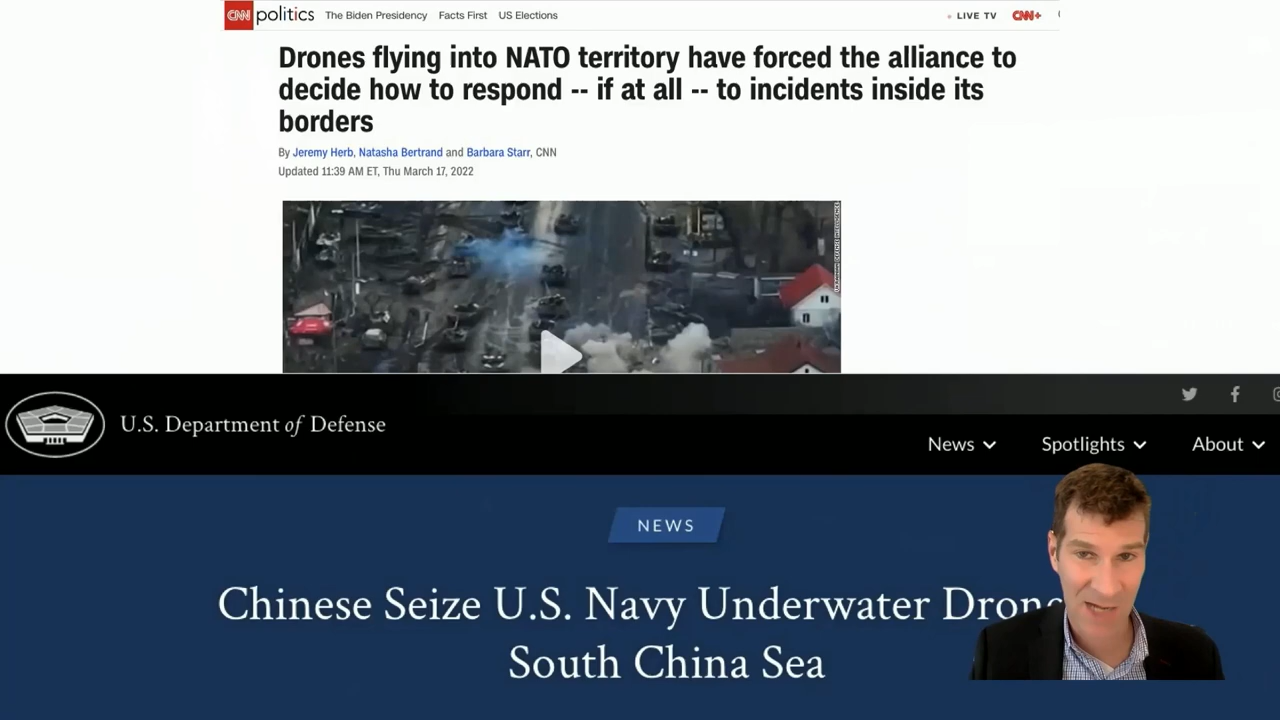 CNN politics The Biden Presidency Facts First US Elections LIVE TV CNN+
Drones flying into NATO territory have forced the alliance to
decide how to respond -- if at all -- to incidents inside its
borders
By Jeremy Herb, Natasha Bertrand and Barbara Starr, CNN
Updated 11:39 AM ET, Thu March 17, 2022
UKRAINIAN DEFENSE INTELLIGENCE
U.S. Department of Defense
News Spotlights About
NEWS
Chinese Seize U.S. Navy Underwater Dron
South China Sea